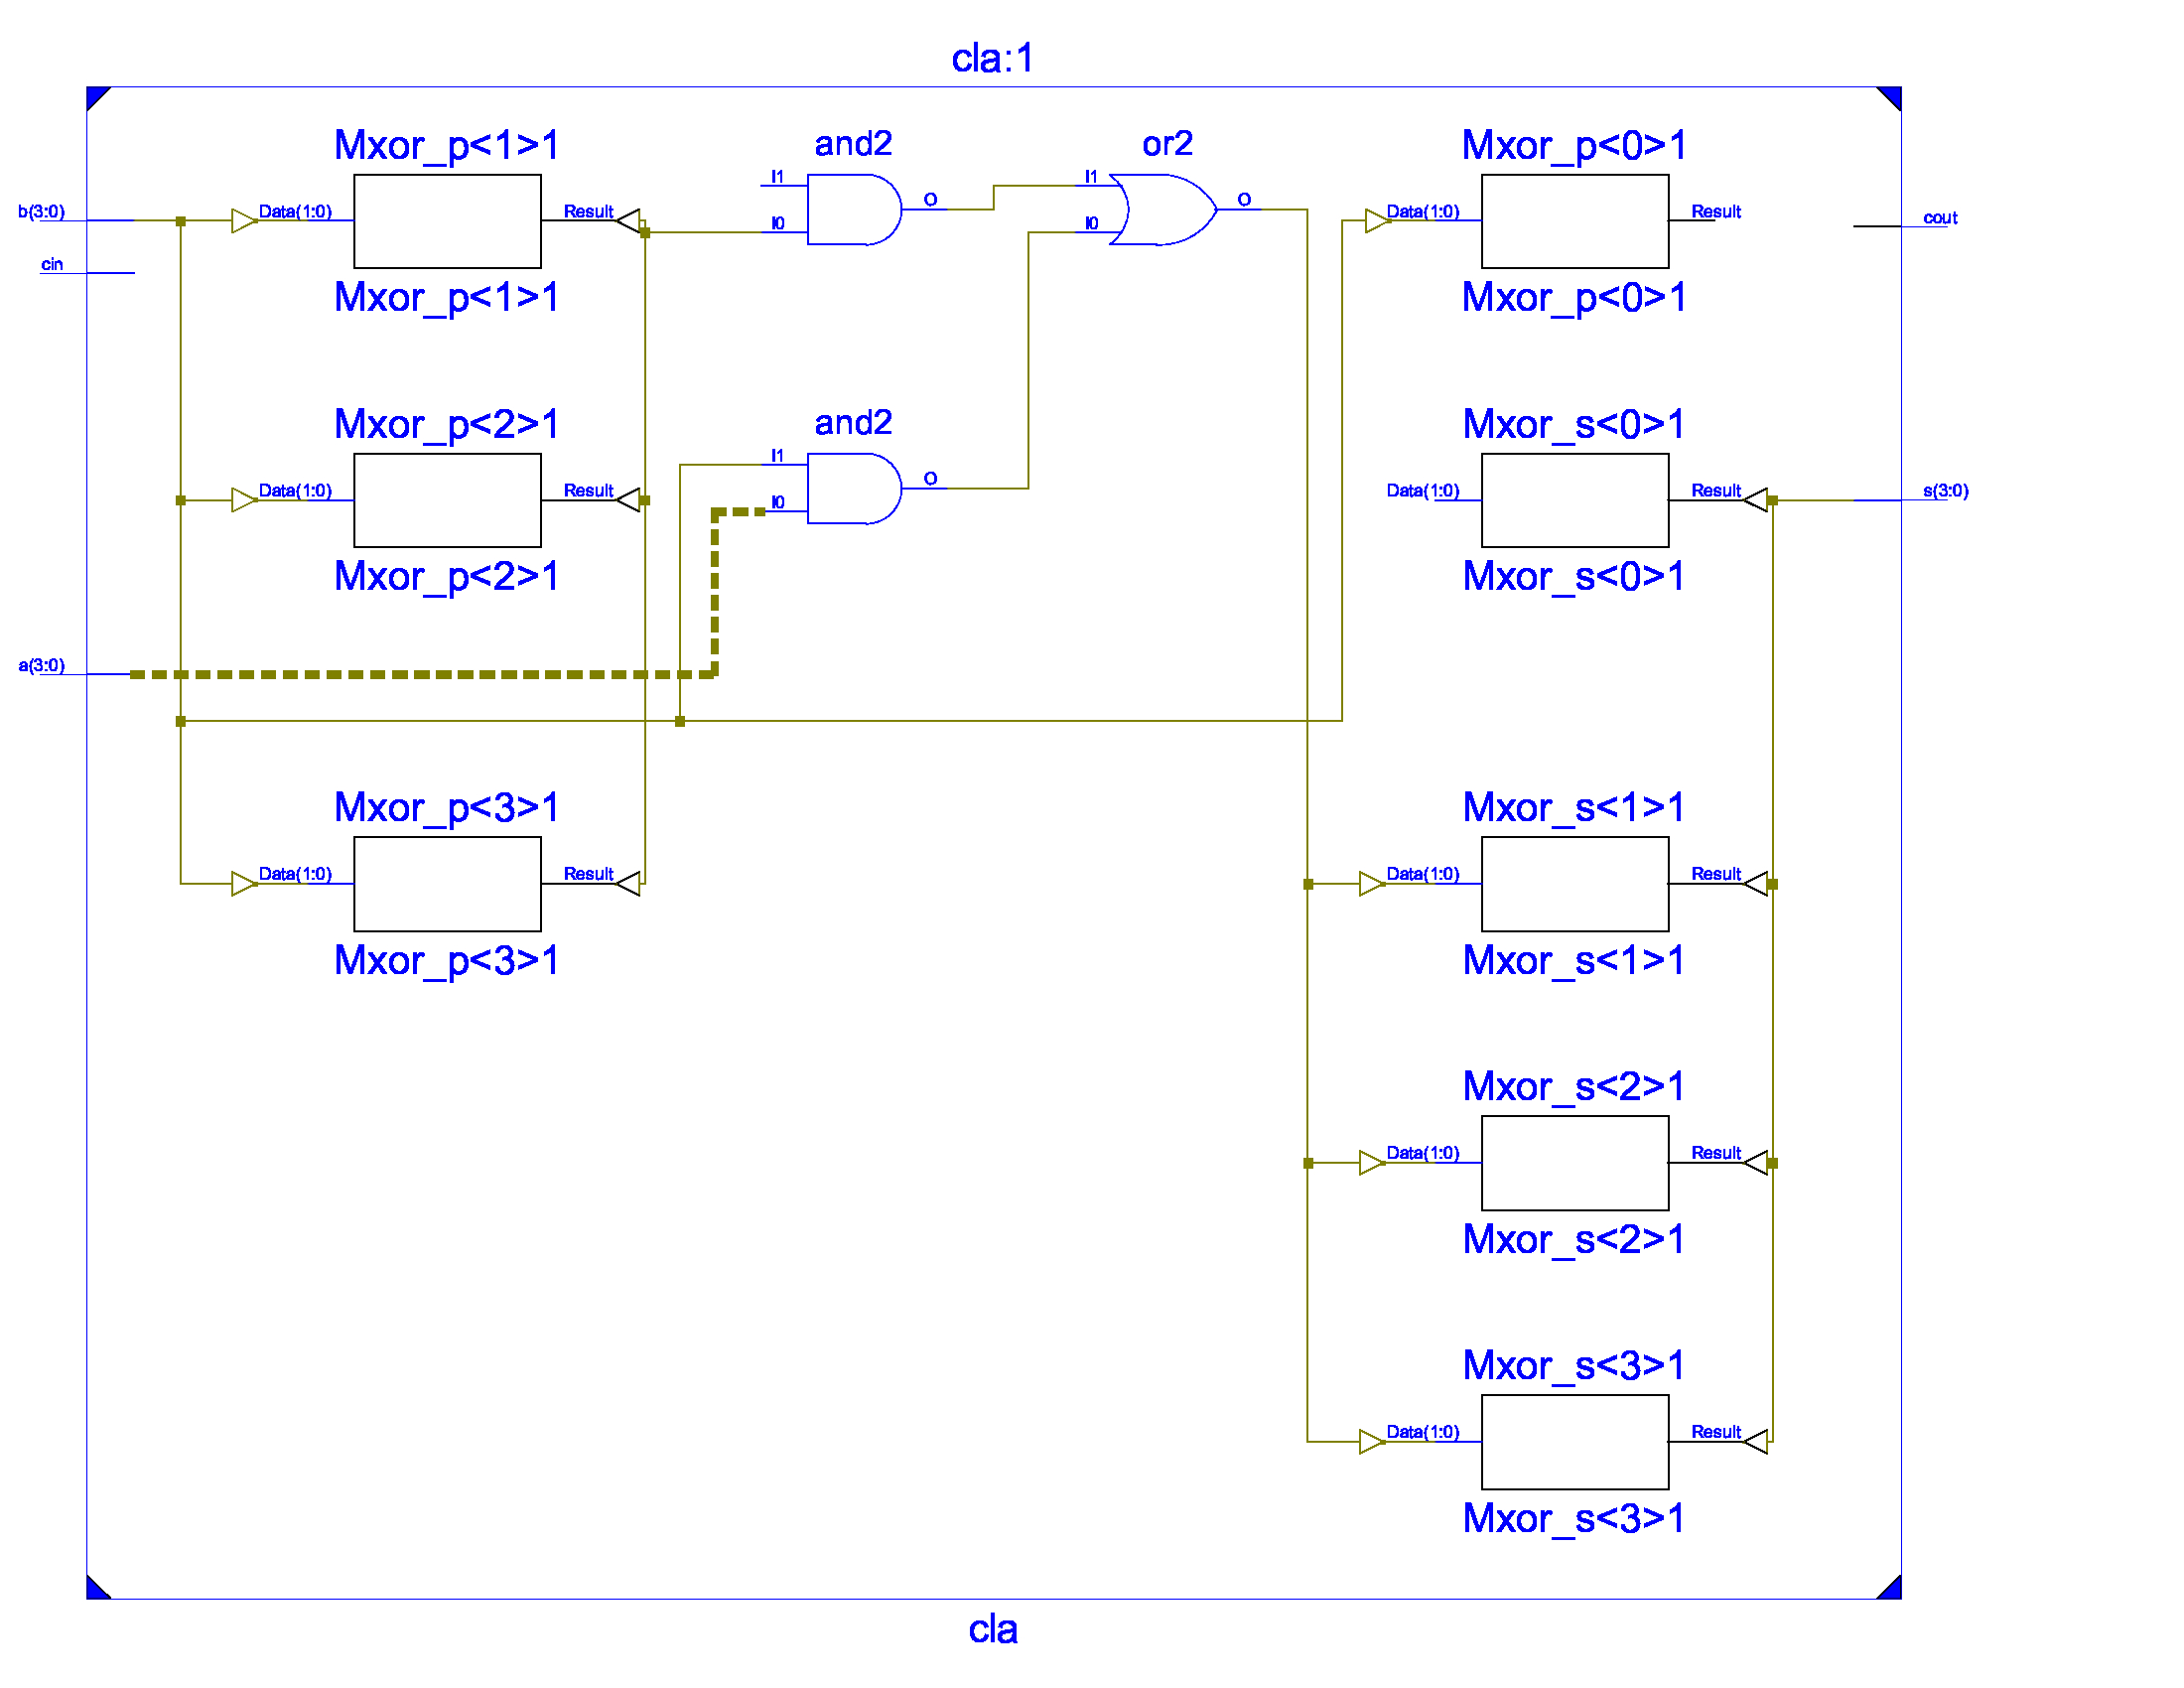 cla:1
Mxor_p<1>1
and2
or2
Mxor_p<0>1
I1
I1
b(3:0)
Data(1:0)
Result
O
O
Data(1:0)
Result
cout
I0
I0
cin
Mxor_p<1>1
Mxor_p<0>1
Mxor_p<2>1
and2
Mxor_s<0>1
I1
Data(1:0)
Result
O
Data(1:0)
Result
s(3:0)
I0
Mxor_p<2>1
Mxor_s<0>1
a(3:0)
Mxor_p<3>1
Mxor_s<1>1
Data(1:0)
Result
Data(1:0)
Result
Mxor_p<3>1
Mxor_s<1>1
Mxor_s<2>1
Data(1:0)
Result
Mxor_s<2>1
Mxor_s<3>1
Data(1:0)
Result
Mxor_s<3>1
cla